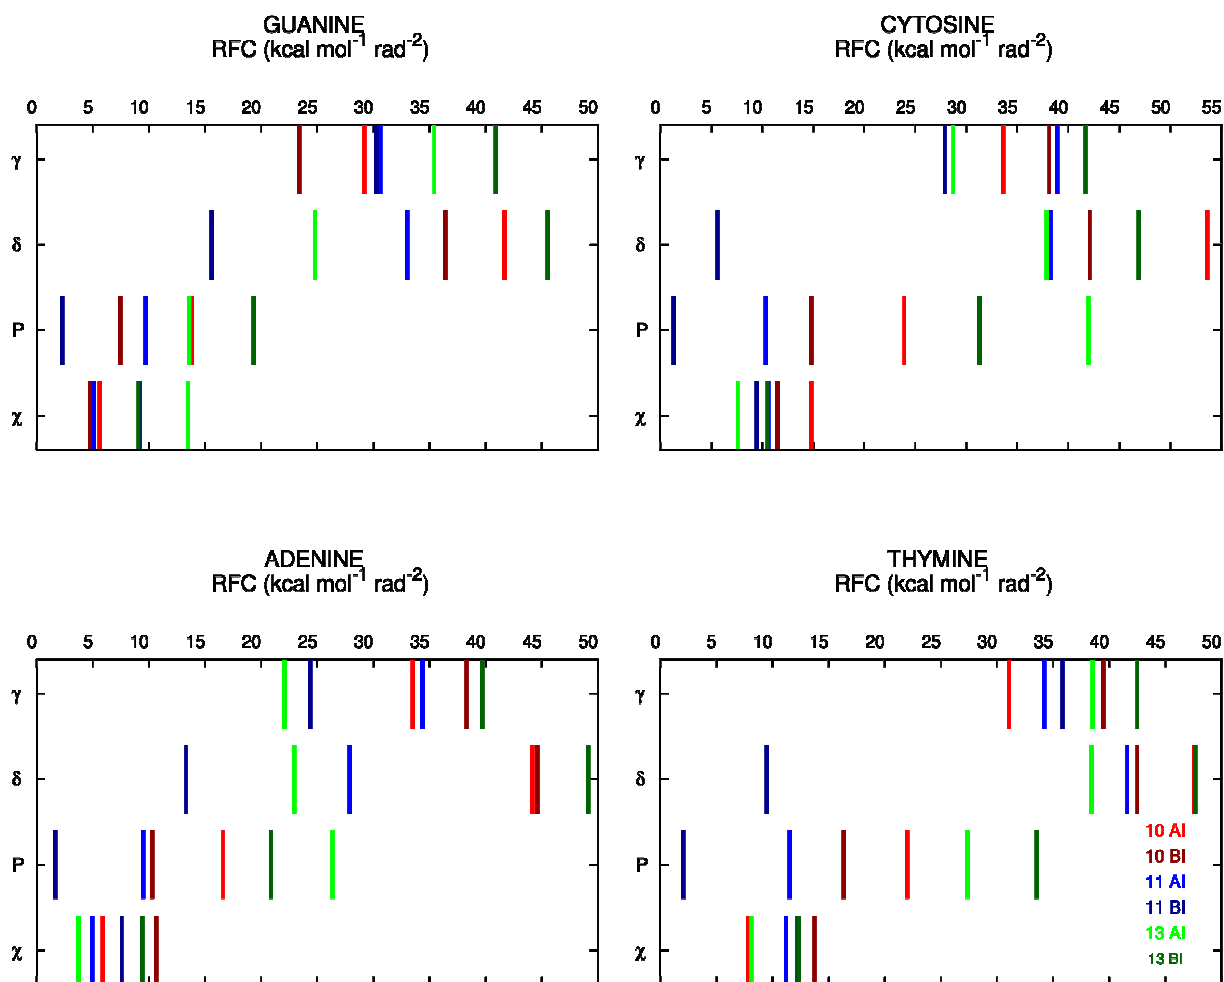 GUANINE
RFC (kcal mol⁻¹ rad⁻²)
0 5 10 15 20 25 30 35 40 45 50
γ
δ
P
χ
CYTOSINE
RFC (kcal mol⁻¹ rad⁻²)
0 5 10 15 20 25 30 35 40 45 50 55
γ
δ
P
χ
ADENINE
RFC (kcal mol⁻¹ rad⁻²)
0 5 10 15 20 25 30 35 40 45 50
γ
δ
P
χ
THYMINE
RFC (kcal mol⁻¹ rad⁻²)
0 5 10 15 20 25 30 35 40 45 50
γ
δ
P
χ
10 AI
10 BI
11 AI
11 BI
13 AI
13 BI